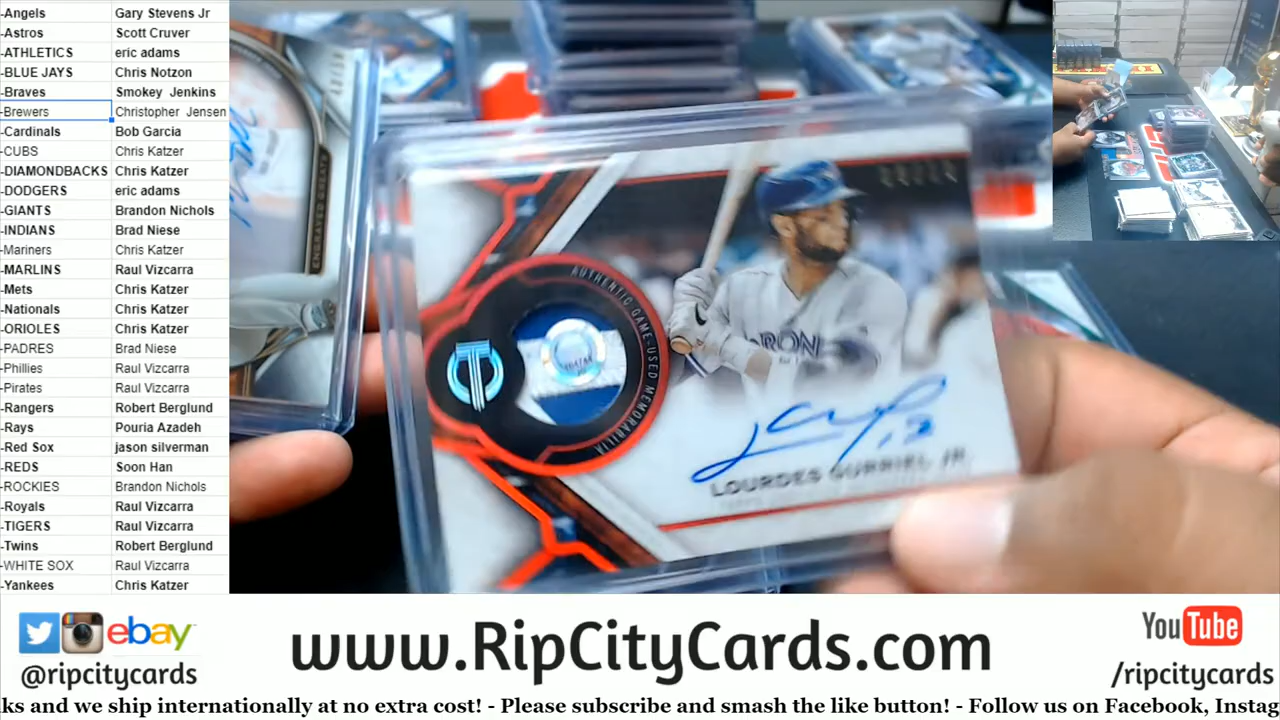 -Angels Gary Stevens Jr
-Astros Scott Cruver
-ATHLETICS eric adams
-BLUE JAYS Chris Notzon
-Braves Smokey Jenkins
-Brewers Christopher Jensen
-Cardinals Bob Garcia
-CUBS Chris Katzer
-DIAMONDBACKS Chris Katzer
-DODGERS eric adams
-GIANTS Brandon Nichols
-INDIANS Brad Niese
-Mariners Chris Katzer
-MARLINS Raul Vizcarra
-Mets Chris Katzer
-Nationals Chris Katzer
-ORIOLES Chris Katzer
-PADRES Brad Niese
-Phillies Raul Vizcarra
-Pirates Raul Vizcarra
-Rangers Robert Berglund
-Rays Pouria Azadeh
-Red Sox jason silverman
-REDS Soon Han
-ROCKIES Brandon Nichols
-Royals Raul Vizcarra
-TIGERS Raul Vizcarra
-Twins Robert Berglund
-WHITE SOX Raul Vizcarra
-Yankees Chris Katzer
ENGRAVED GREATS
AUTHENTIC GAME-USED MEMORABILIA
LOURDES GURRIEL JR.
ebay
@ripcitycards
www.RipCityCards.com
YouTube
/ripcitycards
ks and we ship internationally at no extra cost! - Please subscribe and smash the like button! - Follow us on Facebook, Instag